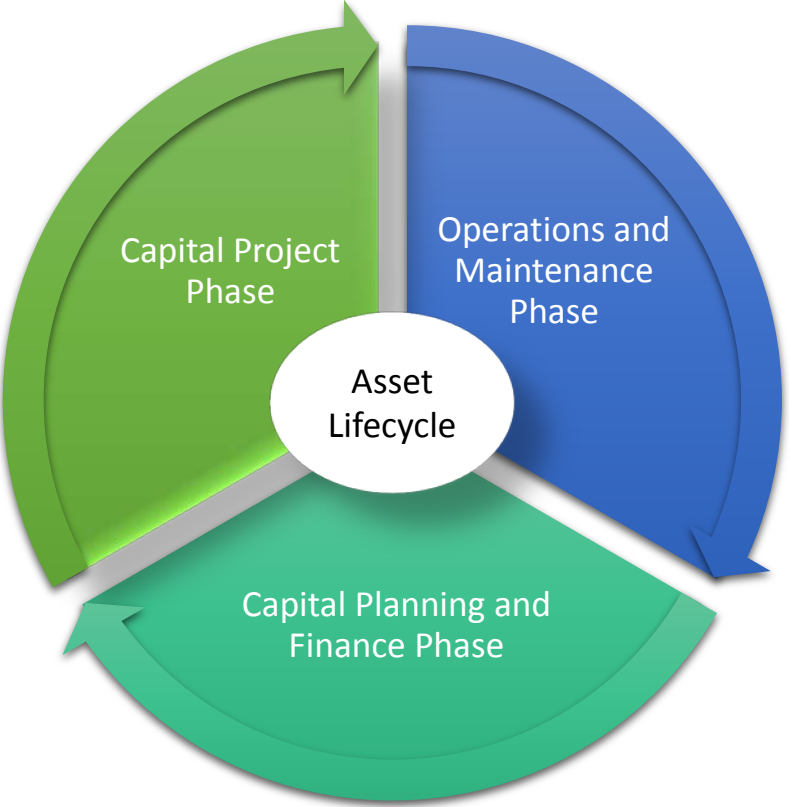 Capital Project
Phase
Operations and
Maintenance
Phase
Asset
Lifecycle
Capital Planning and
Finance Phase